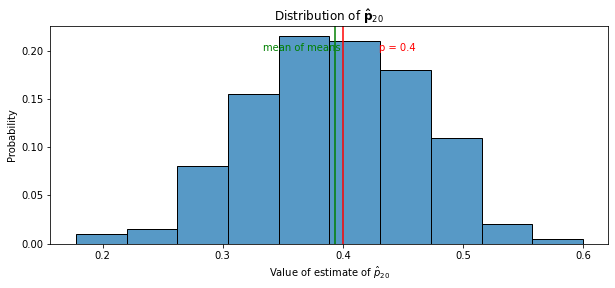 Distribution of p̂₂₀
mean of means
p = 0.4
Probability
0.20
0.15
0.10
0.05
0.00
0.2 0.3 0.4 0.5 0.6
Value of estimate of p̂₂₀